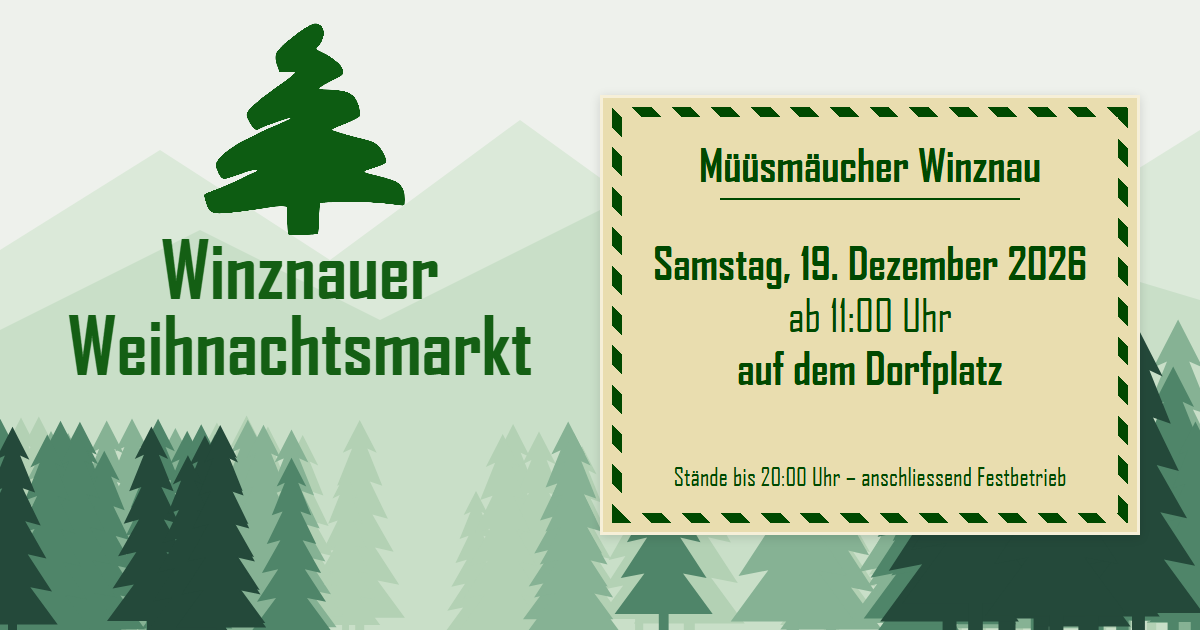 Winznauer
Weihnachtsmarkt
Müüsmäucher Winznau
Samstag, 19. Dezember 2026
ab 11:00 Uhr
auf dem Dorfplatz
Stände bis 20:00 Uhr – anschliessend Festbetrieb